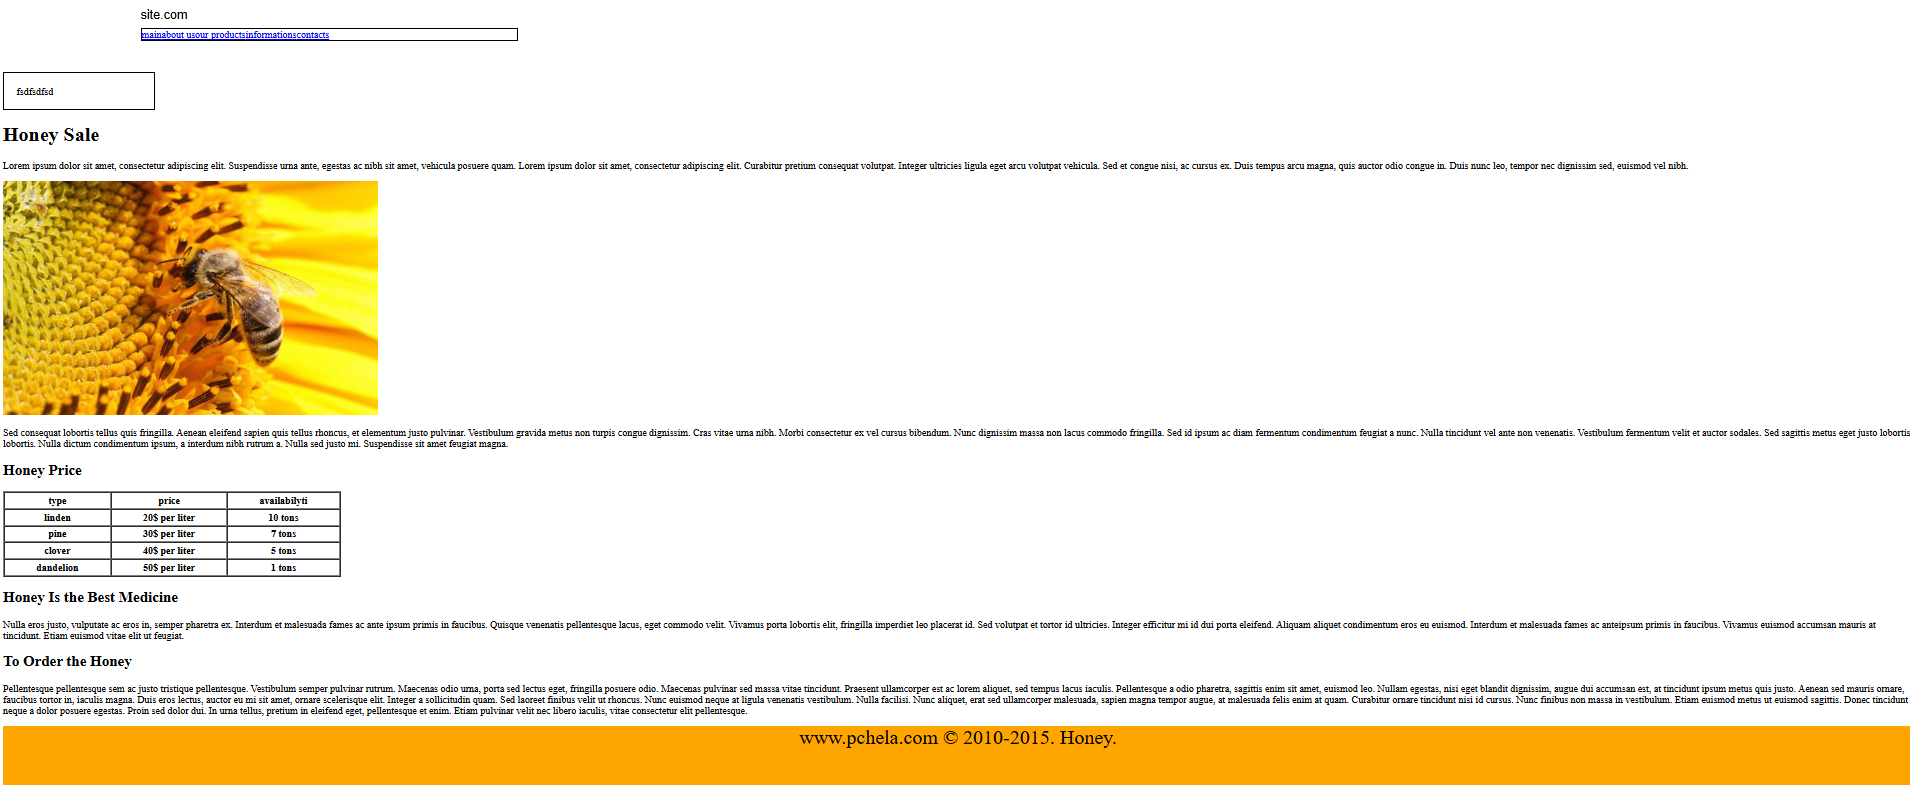 site.com
mainabout usour productsinformationscontacts
fsdfsdfsd
Honey Sale
Lorem ipsum dolor sit amet, consectetur adipiscing elit. Suspendisse urna ante, egestas ac nibh sit amet, vehicula posuere quam. Lorem ipsum dolor sit amet, consectetur adipiscing elit. Curabitur pretium consequat volutpat. Integer ultricies ligula eget arcu volutpat vehicula. Sed et congue nisi, ac cursus ex. Duis tempus arcu magna, quis auctor odio congue in. Duis nunc leo, tempor nec dignissim sed, euismod vel nibh.
Sed consequat lobortis tellus quis fringilla. Aenean eleifend sapien quis tellus rhoncus, et elementum justo pulvinar. Vestibulum gravida metus non turpis congue dignissim. Cras vitae urna nibh. Morbi consectetur ex vel cursus bibendum. Nunc dignissim massa non lacus commodo fringilla. Sed id ipsum ac diam fermentum condimentum feugiat a nunc. Nulla tincidunt vel ante non venenatis. Vestibulum fermentum velit et auctor sodales. Sed sagittis metus eget justo lobortis
lobortis. Nulla dictum condimentum ipsum, a interdum nibh rutrum a. Nulla sed justo mi. Suspendisse sit amet feugiat magna.
Honey Price
type price availabilyti
linden 20$ per liter 10 tons
pine 30$ per liter 7 tons
clover 40$ per liter 5 tons
dandelion 50$ per liter 1 tons
Honey Is the Best Medicine
Nulla eros justo, vulputate ac eros in, semper pharetra ex. Interdum et malesuada fames ac ante ipsum primis in faucibus. Quisque venenatis pellentesque lacus, eget commodo velit. Vivamus porta lobortis elit, fringilla imperdiet leo placerat id. Sed volutpat et tortor id ultricies. Integer efficitur mi id dui porta eleifend. Aliquam aliquet condimentum eros eu euismod. Interdum et malesuada fames ac anteipsum primis in faucibus. Vivamus euismod accumsan mauris at
tincidunt. Etiam euismod vitae elit ut feugiat.
To Order the Honey
Pellentesque pellentesque sem ac justo tristique pellentesque. Vestibulum semper pulvinar rutrum. Maecenas odio urna, porta sed lectus eget, fringilla posuere odio. Maecenas pulvinar sed massa vitae tincidunt. Praesent ullamcorper est ac lorem aliquet, sed tempus lacus iaculis. Pellentesque a odio pharetra, sagittis enim sit amet, euismod leo. Nullam egestas, nisi eget blandit dignissim, augue dui accumsan est, at tincidunt ipsum metus quis justo. Aenean sed mauris ornare,
faucibus tortor in, iaculis magna. Duis eros lectus, auctor eu mi sit amet, ornare scelerisque elit. Integer a sollicitudin quam. Sed laoreet finibus velit ut rhoncus. Nunc euismod neque at ligula venenatis vestibulum. Nulla facilisi. Nunc aliquet, erat sed ullamcorper malesuada, sapien magna tempor augue, at malesuada felis enim at quam. Curabitur ornare tincidunt nisi id cursus. Nunc finibus non massa in vestibulum. Etiam euismod metus ut euismod sagittis. Donec tincidunt
neque a dolor posuere egestas. Proin sed dolor dui. In urna tellus, pretium in eleifend eget, pellentesque et enim. Etiam pulvinar velit nec libero iaculis, vitae consectetur elit pellentesque.
www.pchela.com © 2010-2015. Honey.